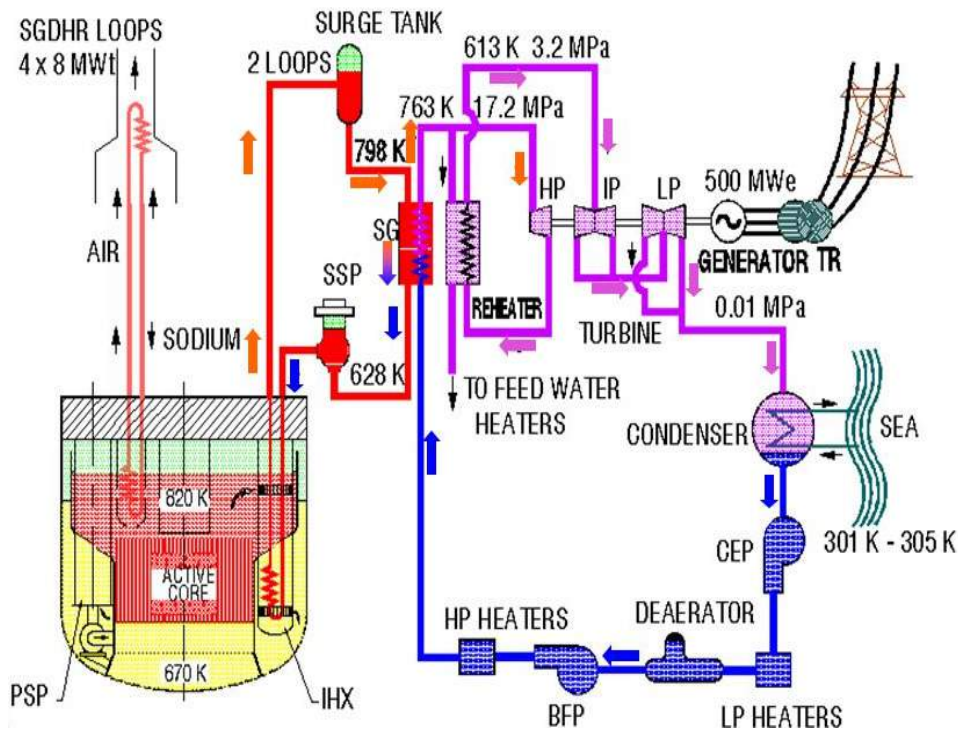 SGDHR LOOPS
4 x 8 MWt
SURGE TANK
2 LOOPS
613 K 3.2 MPa
763 K 17.2 MPa
798 K
HP
IP
LP
500 MWe
GENERATOR TR
SG
AIR
SSP
REHEATER
TURBINE
0.01 MPa
SODIUM
628 K
TO FEED WATER
HEATERS
CONDENSER
SEA
820 K
301 K - 305 K
CEP
ACTIVE
CORE
DEAERATOR
HP HEATERS
670 K
PSP
IHX
BFP
LP HEATERS